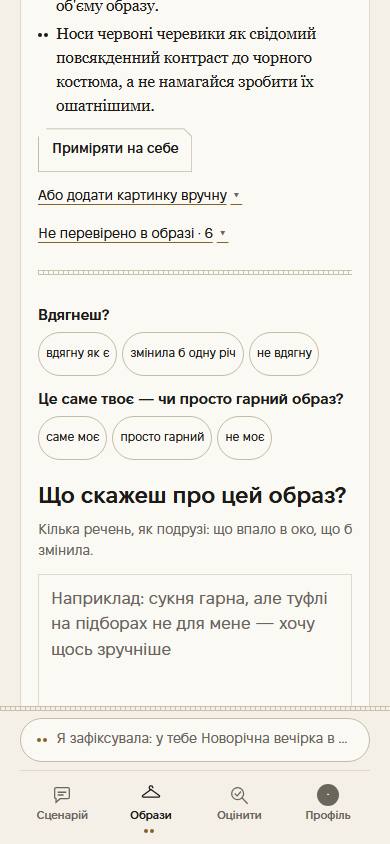 об'єму образу.
Носи червоні черевики як свідомий
повсякденний контраст до чорного
костюма, а не намагайся зробити їх
ошатнішими.
Приміряти на себе
Або додати картинку вручну
Не перевірено в образі · 6
Вдягнеш?
вдягну як є змінила б одну річ не вдягну
Це саме твоє — чи просто гарний образ?
саме моє просто гарний не моє
Що скажеш про цей образ?
Кілька речень, як подрузі: що впало в око, що б
змінила.
Наприклад: сукня гарна, але туфлі
на підборах не для мене — хочу
щось зручніше
Я зафіксувала: у тебе Новорічна вечірка в ...
Сценарій Образи Оцінити Профіль